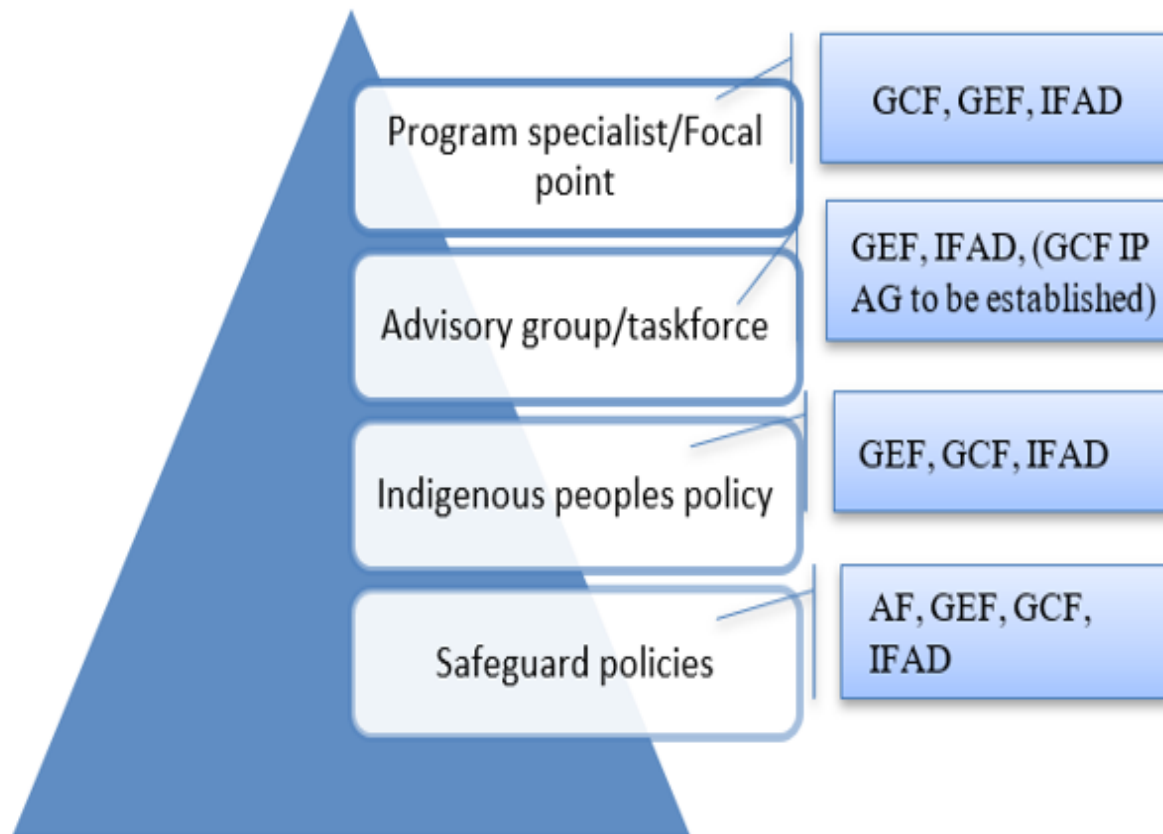 Program specialist/Focal
point
GCF, GEF, IFAD
Advisory group/taskforce
GEF, IFAD, (GCF IP
AG to be established)
Indigenous peoples policy
GEF, GCF, IFAD
Safeguard policies
AF, GEF, GCF,
IFAD